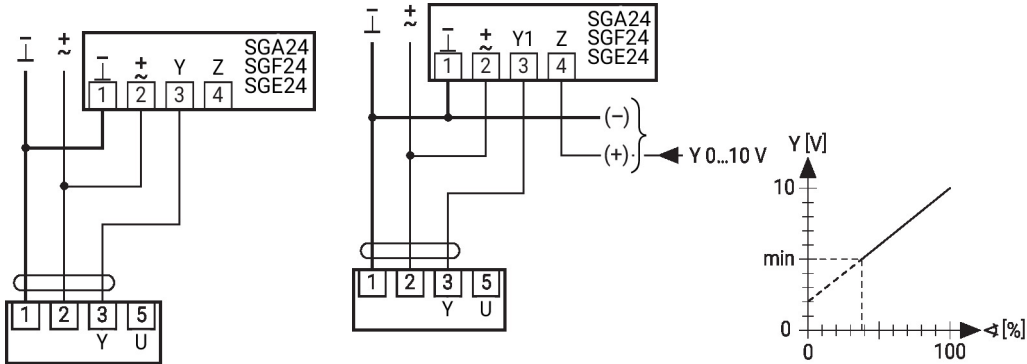 ⊥ ~
– +
SGA24
SGF24
SGE24
⊥ ~ Y Z
– +
1 2 3 4
1 2 3 5
Y U
– +
⊥ ~
SGA24
SGF24
SGE24
– +
⊥ ~ Y1 Z
1 2 3 4
(–)
(+) Y 0...10 V
1 2 3 5
Y U
Y [V]
10
min
0
0 100
∢ [%]